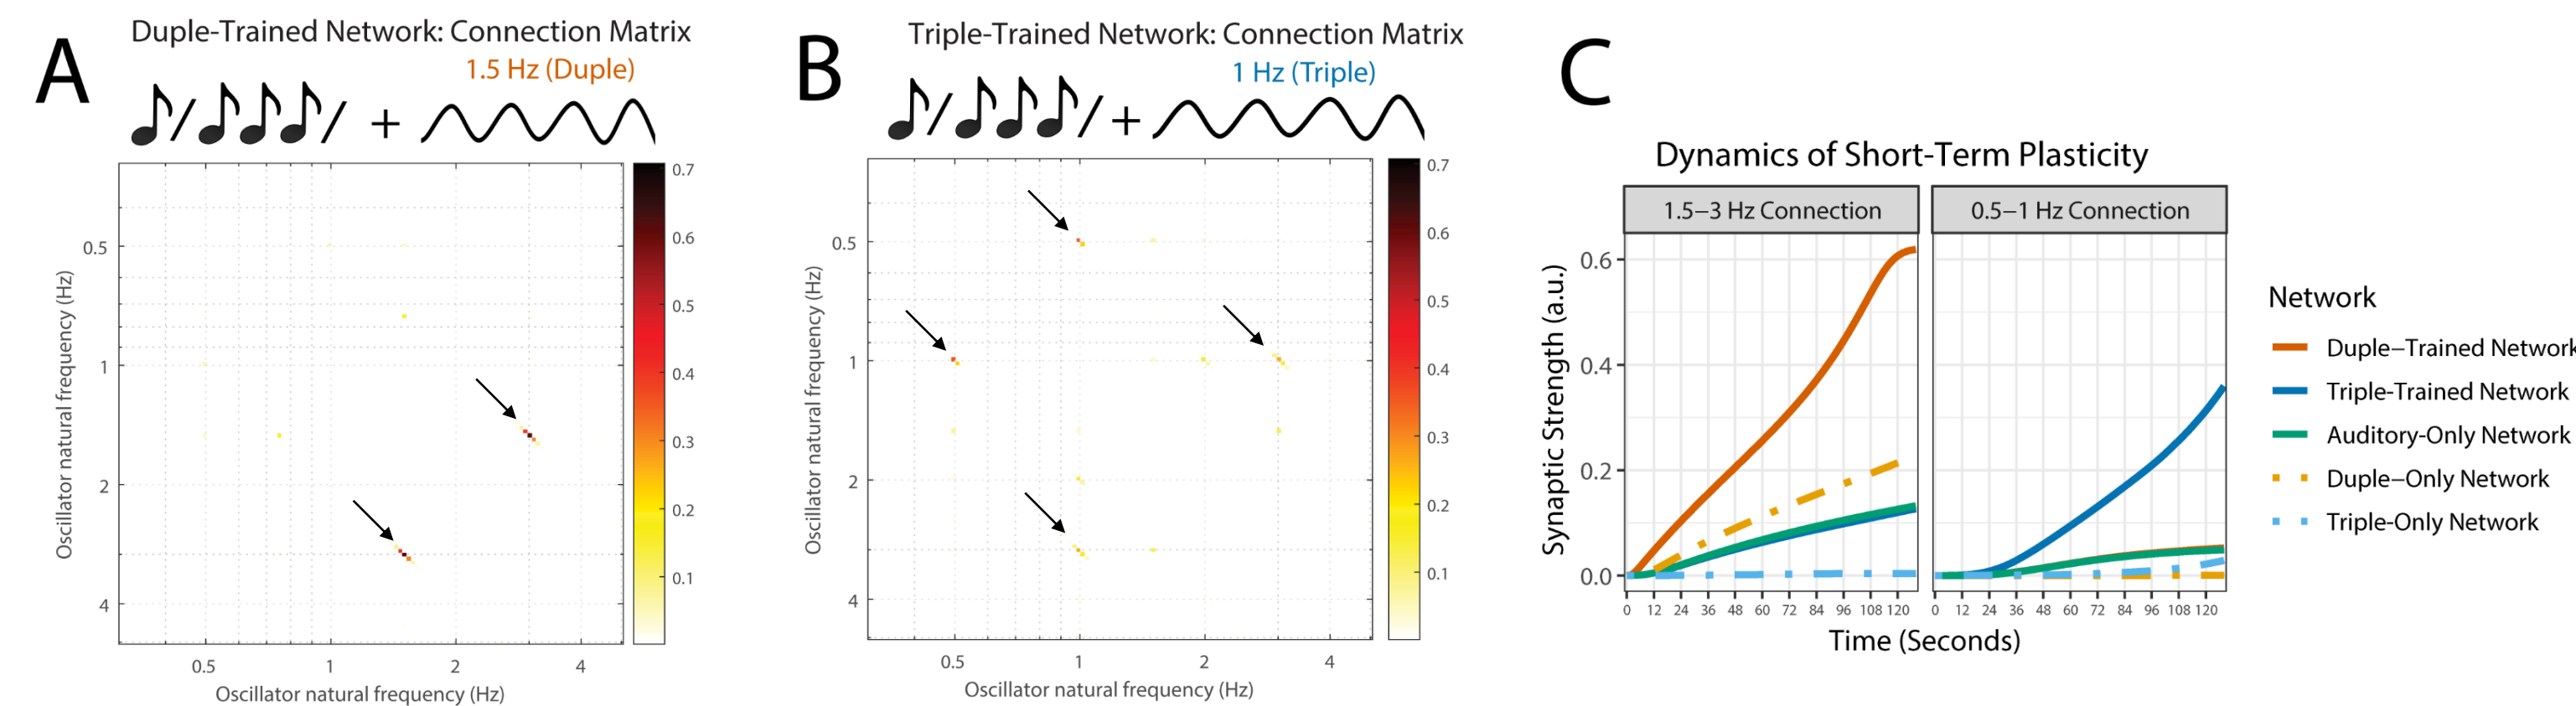 A
Duple-Trained Network: Connection Matrix
1.5 Hz (Duple)
+
0.5
1
2
4
Oscillator natural frequency (Hz)
0.5 1 2 4
Oscillator natural frequency (Hz)
0.7
0.6
0.5
0.4
0.3
0.2
0.1
B
Triple-Trained Network: Connection Matrix
1 Hz (Triple)
+
0.5
1
2
4
Oscillator natural frequency (Hz)
0.5 1 2 4
Oscillator natural frequency (Hz)
0.7
0.6
0.5
0.4
0.3
0.2
0.1
C
Dynamics of Short-Term Plasticity
1.5–3 Hz Connection
0.5–1 Hz Connection
Synaptic Strength (a.u.)
0.6
0.4
0.2
0.0
0 12 24 36 48 60 72 84 96 108 120
0 12 24 36 48 60 72 84 96 108 120
Time (Seconds)
Network
Duple–Trained Network
Triple-Trained Network
Auditory-Only Network
Duple–Only Network
Triple-Only Network